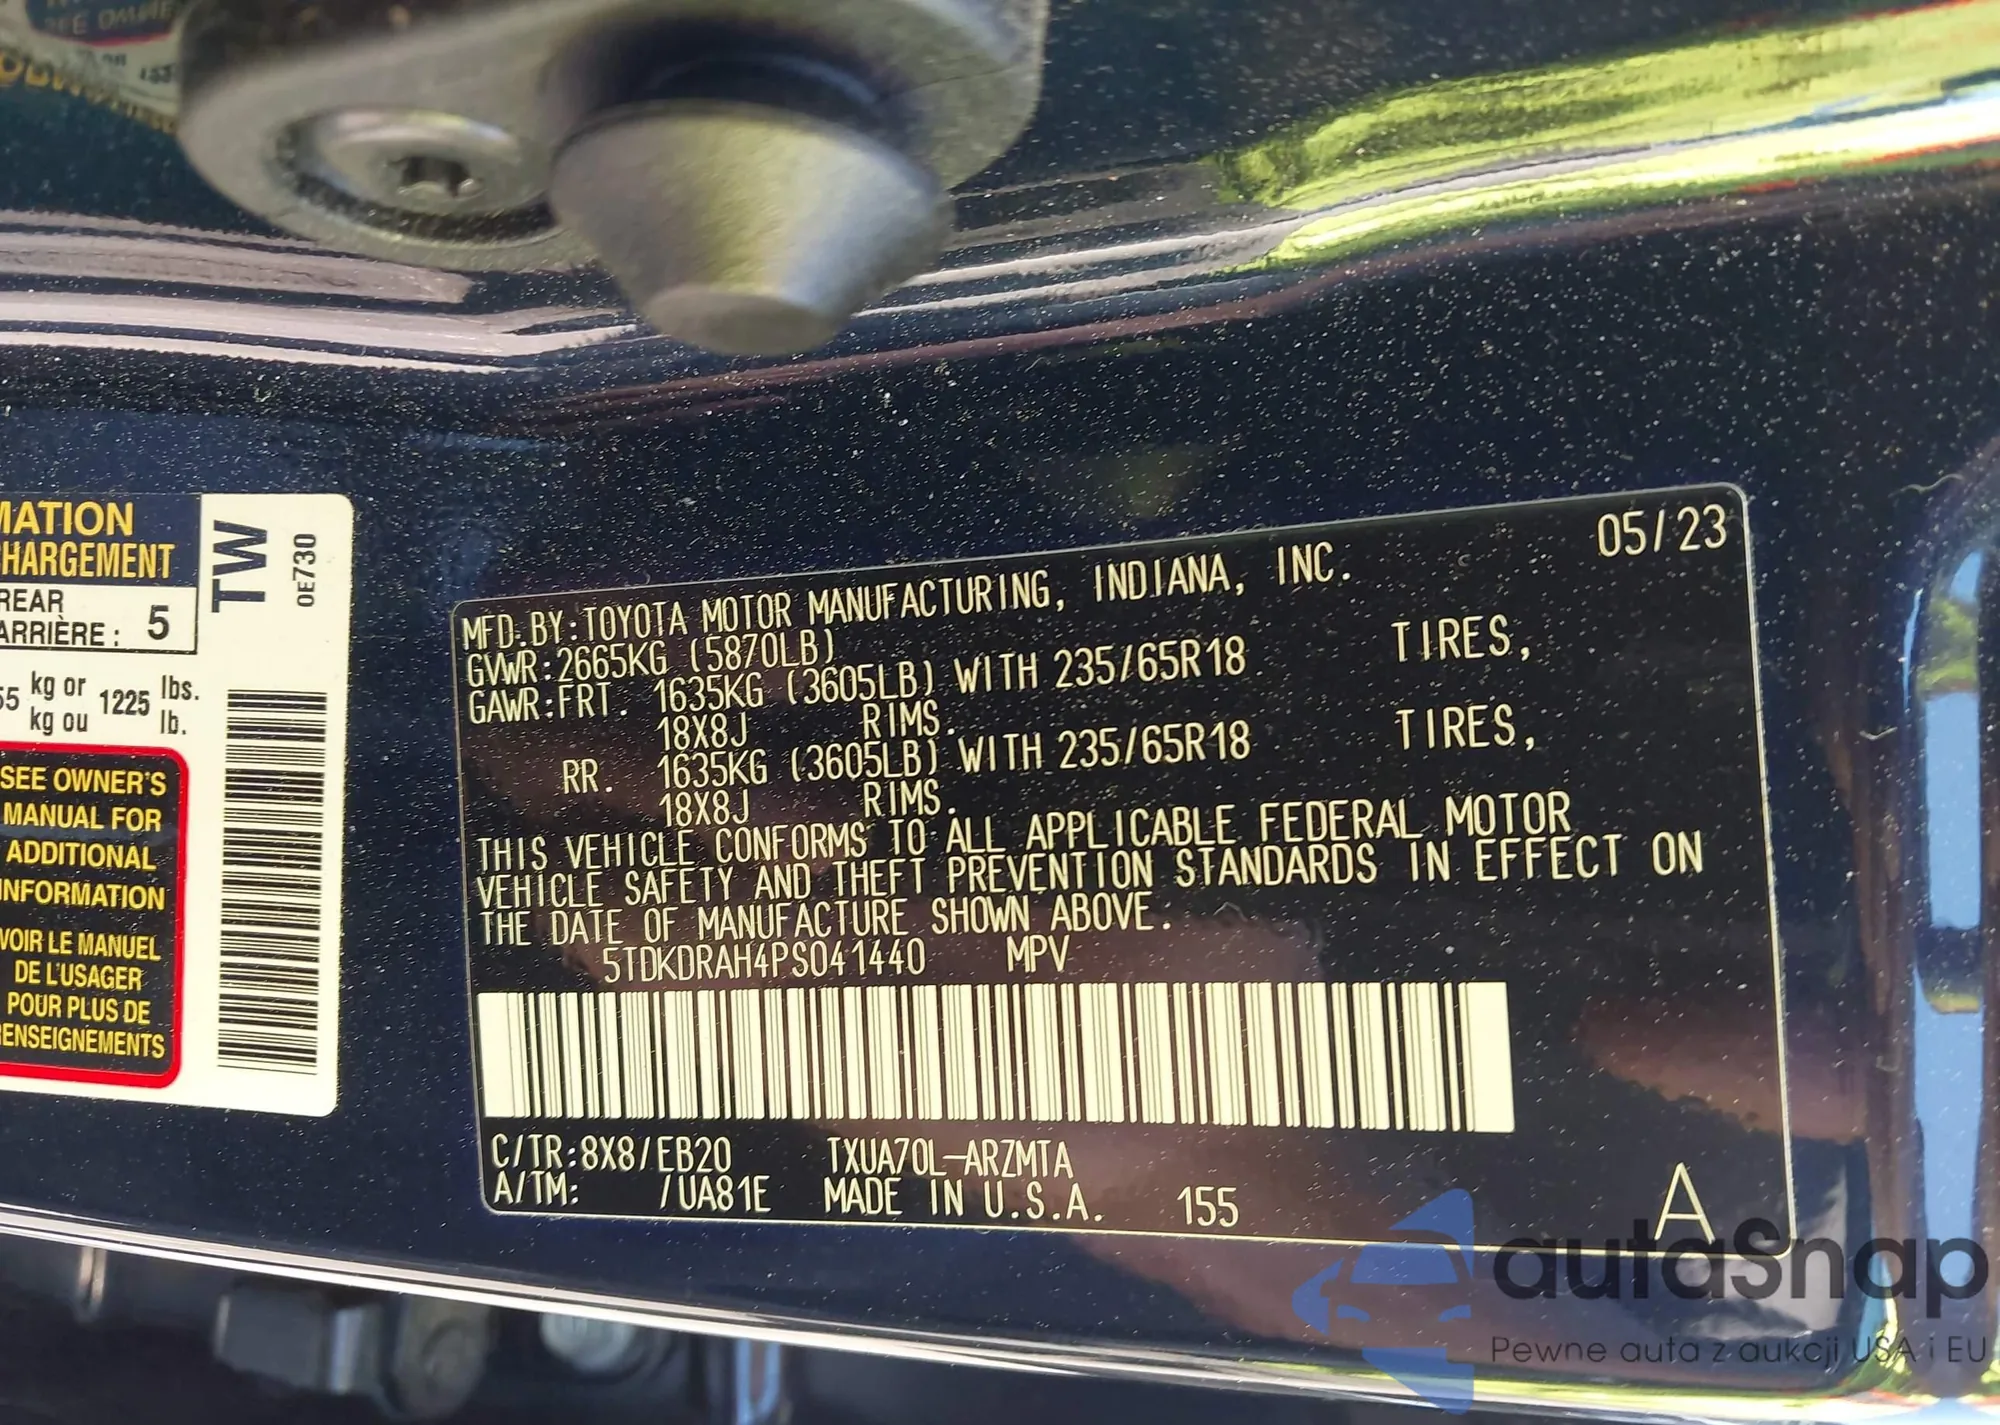 MATION
HARGEMENT
REAR
ARRIÈRE : 5
55 kg or 1225 lbs.
kg ou lb.
SEE OWNER'S
MANUAL FOR
ADDITIONAL
INFORMATION
VOIR LE MANUEL
DE L'USAGER
POUR PLUS DE
RENSEIGNEMENTS
TW
0E730
05/23
MFD.BY:TOYOTA MOTOR MANUFACTURING, INDIANA, INC.
GVWR:2665KG (5870LB)
GAWR:FRT. 1635KG (3605LB) WITH 235/65R18 TIRES,
18X8J RIMS.
RR. 1635KG (3605LB) WITH 235/65R18 TIRES,
18X8J RIMS.
THIS VEHICLE CONFORMS TO ALL APPLICABLE FEDERAL MOTOR
VEHICLE SAFETY AND THEFT PREVENTION STANDARDS IN EFFECT ON
THE DATE OF MANUFACTURE SHOWN ABOVE.
5TDKDRAH4PS041440 MPV
C/TR:8X8/EB20 TXUA70L-ARZMTA
A/TM: /UA81E MADE IN U.S.A. 155
A
autaSnap
Pewne auta z aukcji USA i EU